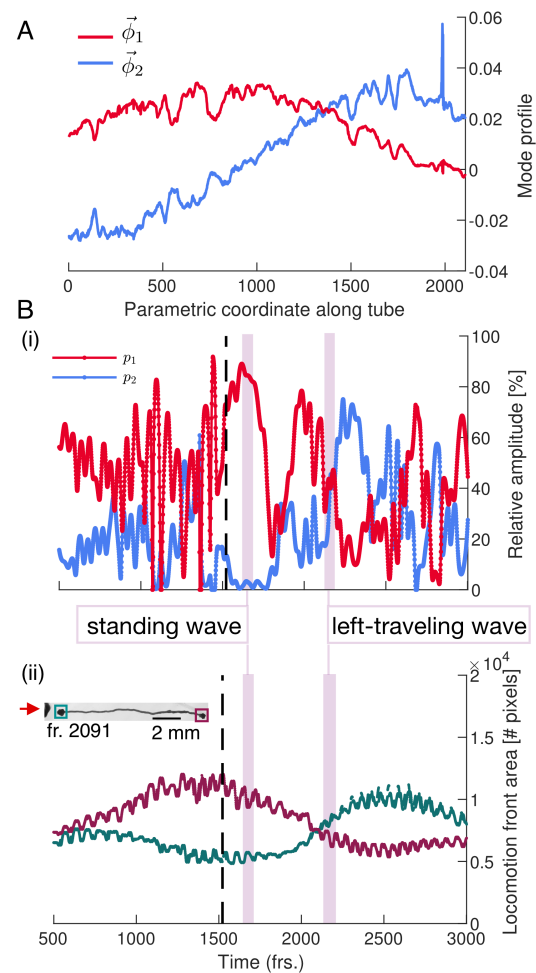 A
ϕ⃗1
ϕ⃗2
0.06
0.04
0.02
0
-0.02
-0.04
Mode profile
0 500 1000 1500 2000
Parametric coordinate along tube
B
(i)
p1
p2
100
80
60
40
20
0
Relative amplitude [%]
standing wave
left-traveling wave
(ii)
fr. 2091
2 mm
2 × 10^4
1.5
1
0.5
0
Locomotion front area [# pixels]
500 1000 1500 2000 2500 3000
Time (frs.)